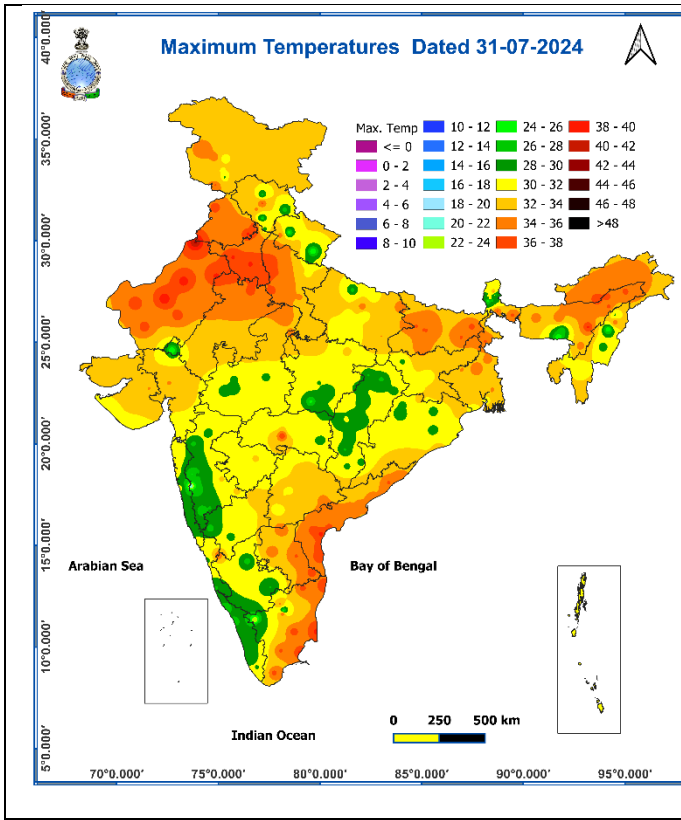 Maximum Temperatures Dated 31-07-2024
Max. Temp
<= 0
0 - 2
2 - 4
4 - 6
6 - 8
8 - 10
10 - 12
12 - 14
14 - 16
16 - 18
18 - 20
20 - 22
22 - 24
24 - 26
26 - 28
28 - 30
30 - 32
32 - 34
34 - 36
36 - 38
38 - 40
40 - 42
42 - 44
44 - 46
46 - 48
>48
40°0.000'
35°0.000'
30°0.000'
25°0.000'
20°0.000'
15°0.000'
10°0.000'
5°0.000'
Arabian Sea
Bay of Bengal
Indian Ocean
0 250 500 km
70°0.000' 75°0.000' 80°0.000' 85°0.000' 90°0.000' 95°0.000'